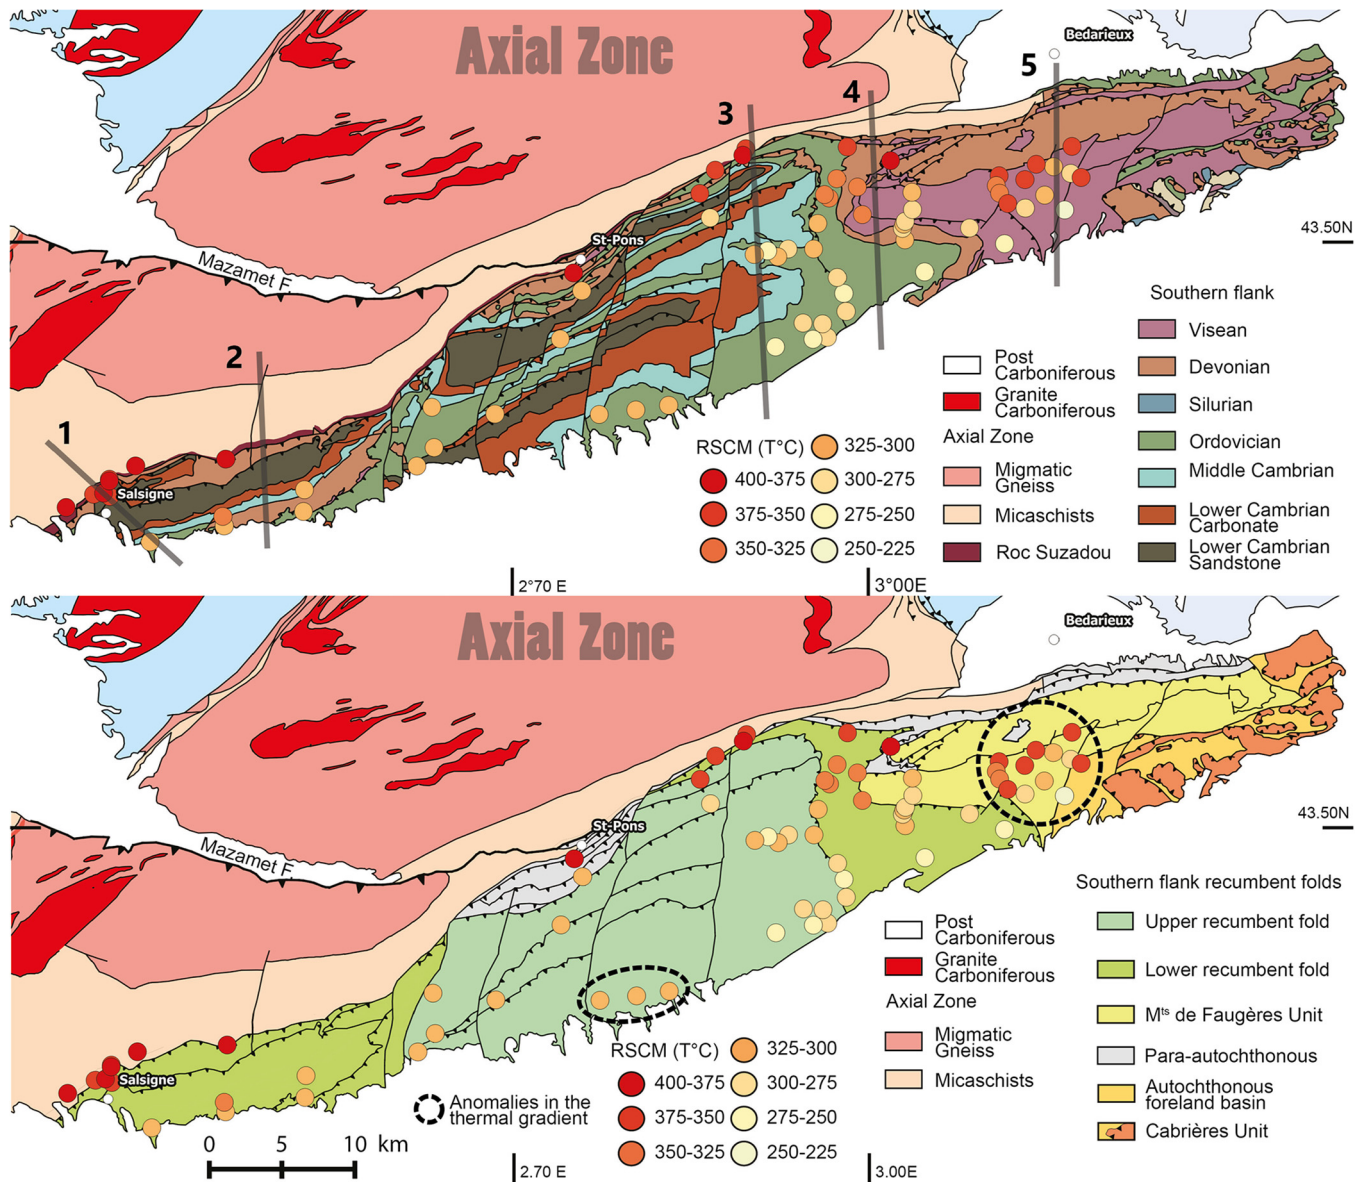 Axial Zone
Bedarieux
5
4
3
St-Pons
43.50N
Mazamet F.
2
1
Salsigne
Southern flank
Visean
Devonian
Silurian
Ordovician
Middle Cambrian
Lower Cambrian
Carbonate
Lower Cambrian
Sandstone
Post
Carboniferous
Granite
Carboniferous
Axial Zone
Migmatic
Gneiss
Micaschists
Roc Suzadou
RSCM (T°C)
400-375
375-350
350-325
325-300
300-275
275-250
250-225
2°70 E
3°00E
Axial Zone
Bedarieux
St-Pons
43.50N
Mazamet F.
Salsigne
Southern flank recumbent folds
Upper recumbent fold
Lower recumbent fold
Mts de Faugères Unit
Para-autochthonous
Autochthonous
foreland basin
Cabrières Unit
Post
Carboniferous
Granite
Carboniferous
Axial Zone
Migmatic
Gneiss
Micaschists
RSCM (T°C)
400-375
375-350
350-325
325-300
300-275
275-250
250-225
Anomalies in the
thermal gradient
0 5 10 km
2.70 E
3.00E